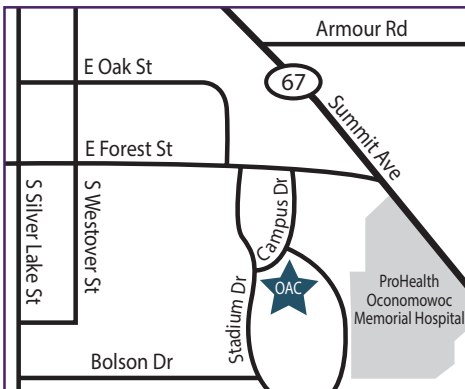 Armour Rd
E Oak St
67
Summit Ave
E Forest St
S Silver Lake St
S Westover St
Campus Dr
Stadium Dr
OAC
ProHealth
Oconomowoc
Memorial Hospital
Bolson Dr